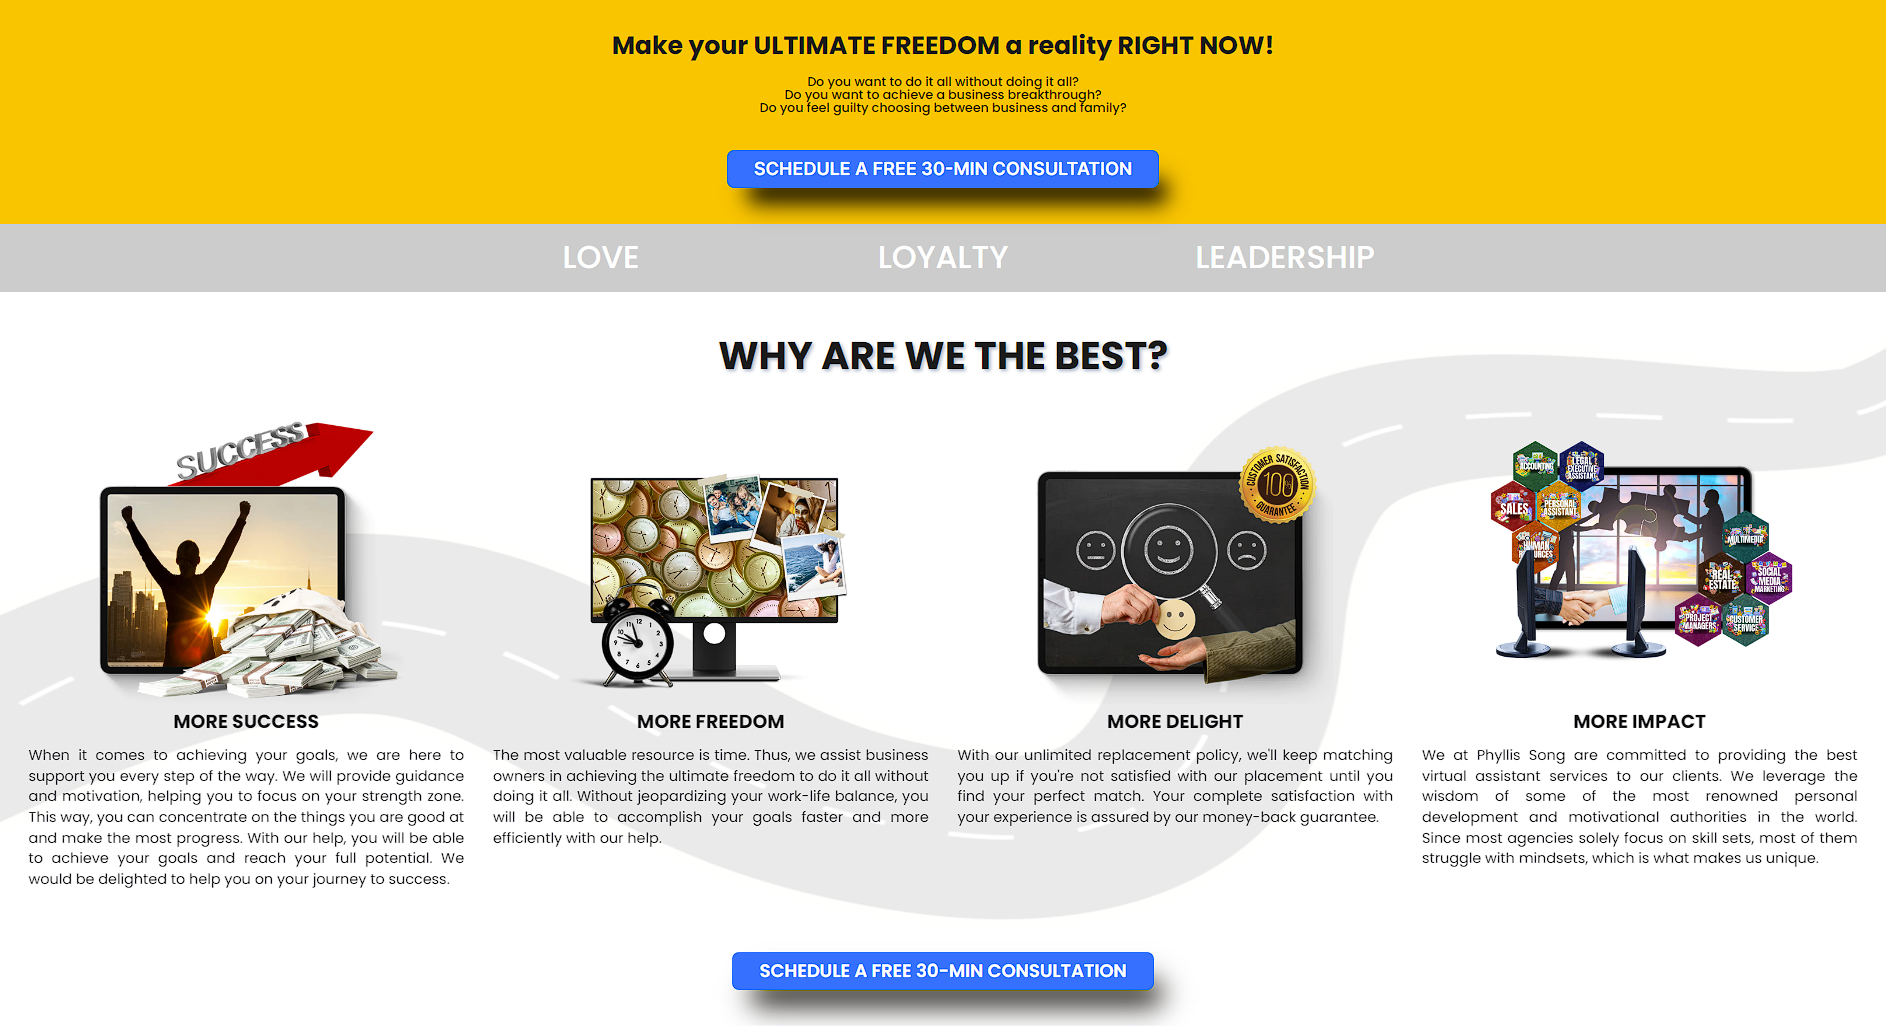 Make your ULTIMATE FREEDOM a reality RIGHT NOW!
Do you want to do it all without doing it all?
Do you want to achieve a business breakthrough?
Do you feel guilty choosing between business and family?
SCHEDULE A FREE 30-MIN CONSULTATION
LOVE
LOYALTY
LEADERSHIP
WHY ARE WE THE BEST?
SUCCESS
CUSTOMER SATISFACTION
100%
GUARANTEE
ACCOUNTING
LEGAL
EXECUTIVE
ASSISTANT
SALES
PERSONAL
ASSISTANT
HUMAN
MULTIMEDIA
REAL
ESTATE
SOCIAL
MEDIA
MARKETING
PROJECT
MANAGERS
CUSTOMER
SERVICE
MORE SUCCESS
When it comes to achieving your goals, we are here to
support you every step of the way. We will provide guidance
and motivation, helping you to focus on your strength zone.
This way, you can concentrate on the things you are good at
and make the most progress. With our help, you will be able
to achieve your goals and reach your full potential. We
would be delighted to help you on your journey to success.
MORE FREEDOM
The most valuable resource is time. Thus, we assist business
owners in achieving the ultimate freedom to do it all without
doing it all. Without jeopardizing your work-life balance, you
will be able to accomplish your goals faster and more
efficiently with our help.
MORE DELIGHT
With our unlimited replacement policy, we'll keep matching
you up if you're not satisfied with our placement until you
find your perfect match. Your complete satisfaction with
your experience is assured by our money-back guarantee.
MORE IMPACT
We at Phyllis Song are committed to providing the best
virtual assistant services to our clients. We leverage the
wisdom of some of the most renowned personal
development and motivational authorities in the world.
Since most agencies solely focus on skill sets, most of them
struggle with mindsets, which is what makes us unique.
SCHEDULE A FREE 30-MIN CONSULTATION